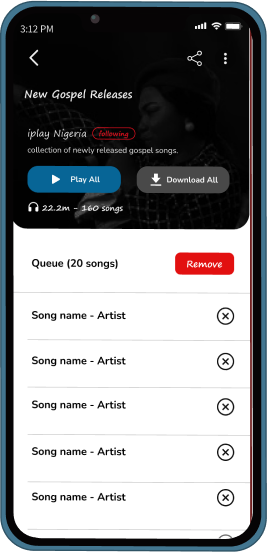 3:12 PM
New Gospel Releases
iplay Nigeria following
collection of newly released gospel songs.
Play All Download All
22.2m - 160 songs
Queue (20 songs) Remove
Song name - Artist
Song name - Artist
Song name - Artist
Song name - Artist
Song name - Artist